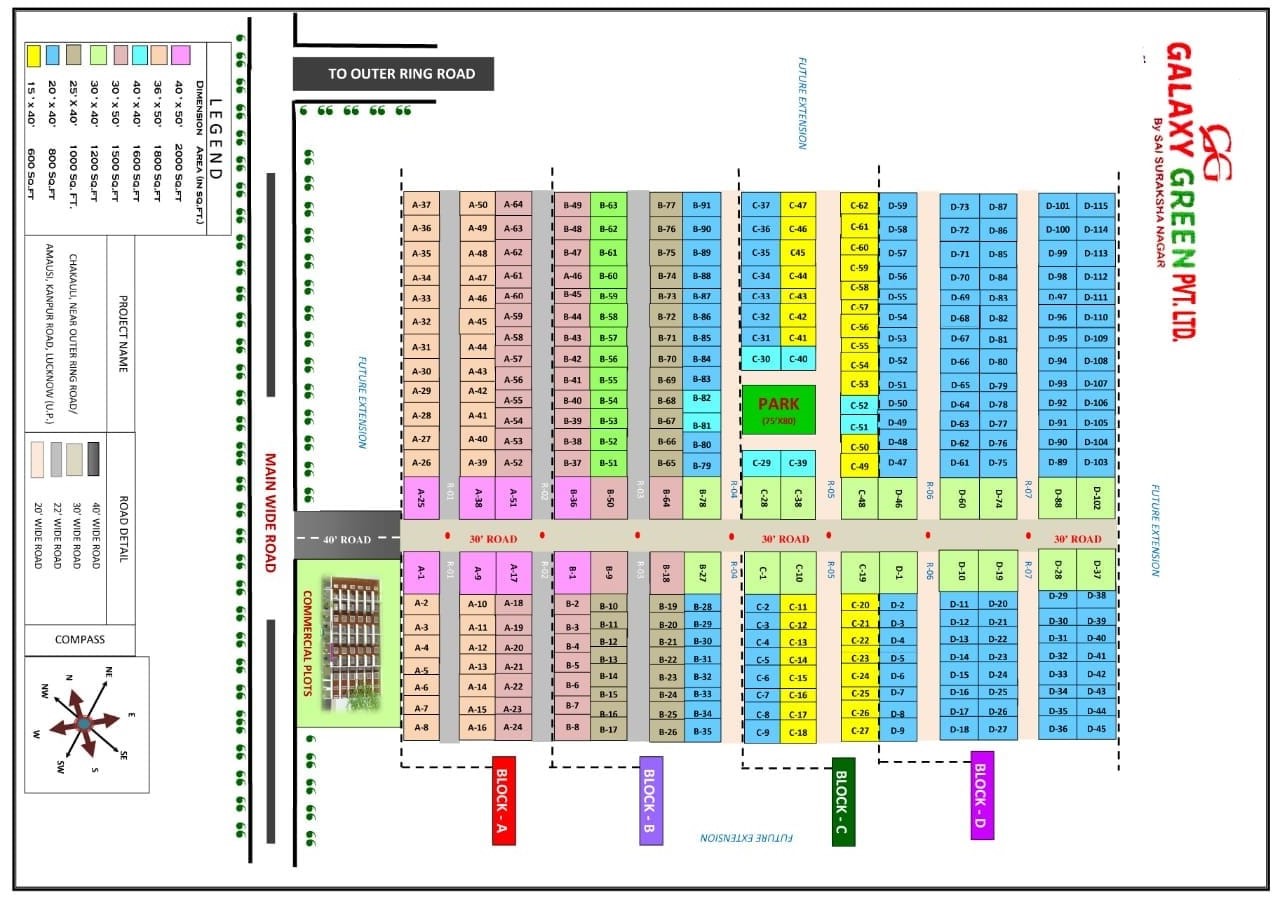 GALAXY GREEN PVT. LTD.
By SAI SURAKSHA NAGAR
LEGEND
DIMENSION AREA (IN SQ.FT.)
40' x 50' 2000 SQ.FT
36' x 50' 1800 SQ.FT
40' x 40' 1600 SQ.FT
30' x 50' 1500 SQ.FT
30' x 40' 1200 SQ.FT
25' X 40' 1000 SQ. FT.
20' x 40' 800 SQ.FT
15' x 40' 600 SQ.FT
PROJECT NAME
CHAKAULI, NEAR OUTER RING ROAD/
AMAUSI, KANPUR ROAD, LUCKNOW (U.P.)
ROAD DETAIL
40' WIDE ROAD
30' WIDE ROAD
22' WIDE ROAD
20' WIDE ROAD
COMPASS
N
NE
E
SE
S
SW
W
NW
MAIN WIDE ROAD
TO OUTER RING ROAD
FUTURE EXTENSION
FUTURE EXTENSION
FUTURE EXTENSION
FUTURE EXTENSION
A-37 A-50 A-64 B-49 B-63 B-77 B-91 C-37 C-47 C-62 D-59 D-73 D-87 D-101 D-115
A-36 A-49 A-63 B-48 B-62 B-76 B-90 C-36 C-46 C-61 D-58 D-72 D-86 D-100 D-114
A-35 A-48 A-62 B-47 B-61 B-75 B-89 C-35 C45 C-60 D-57 D-71 D-85 D-99 D-113
A-34 A-47 A-61 A-46 B-60 B-74 B-88 C-34 C-44 C-59 D-56 D-70 D-84 D-98 D-112
A-33 A-46 A-60 B-45 B-59 B-73 B-87 C-33 C-43 C-58 D-55 D-69 D-83 D-97 D-111
A-32 A-45 A-59 B-44 B-58 B-72 B-86 C-32 C-42 C-57 D-54 D-68 D-82 D-96 D-110
A-31 A-44 A-58 B-43 B-57 B-71 B-85 C-31 C-41 C-56 D-53 D-67 D-81 D-95 D-109
A-30 A-43 A-57 B-42 B-56 B-70 B-84 C-30 C-40 C-55 D-52 D-66 D-80 D-94 D-108
A-29 A-42 A-56 B-41 B-55 B-69 B-83 C-54 C-53 D-51 D-65 D-79 D-93 D-107
A-28 A-41 A-55 B-40 B-54 B-68 B-82 PARK C-52 D-50 D-64 D-78 D-92 D-106
A-27 A-40 A-54 B-39 B-53 B-67 B-81 (75'X80) C-51 D-49 D-63 D-77 D-91 D-105
A-26 A-39 A-53 B-38 B-52 B-66 B-80 C-50 D-48 D-62 D-76 D-90 D-104
A-52 B-37 B-51 B-65 B-79 C-29 C-39 C-49 D-47 D-61 D-75 D-89 D-103
A-25 R-01 A-38 A-51 R-02 B-36 B-50 R-03 B-64 B-78 R-04 C-28 C-38 R-05 C-48 D-46 R-06 D-60 D-74 R-07 D-88 D-102
40' ROAD 30' ROAD 30' ROAD 30' ROAD
A-1 R-01 A-9 A-17 R-02 B-1 B-9 R-03 B-18 B-27 R-04 C-1 C-10 R-05 C-19 D-1 R-06 D-10 D-19 R-07 D-28 D-37
A-2 A-10 A-18 B-2 B-10 B-19 B-28 C-2 C-11 C-20 D-2 D-11 D-20 D-29 D-38
A-3 A-11 A-19 B-3 B-11 B-20 B-29 C-3 C-12 C-21 D-3 D-12 D-21 D-30 D-39
A-4 A-12 A-20 B-4 B-12 B-21 B-30 C-4 C-13 C-22 D-4 D-13 D-22 D-31 D-40
A-5 A-13 A-21 B-5 B-13 B-22 B-31 C-5 C-14 C-23 D-5 D-14 D-23 D-32 D-41
A-6 A-14 A-22 B-6 B-14 B-23 B-32 C-6 C-15 C-24 D-6 D-15 D-24 D-33 D-42
A-7 A-15 A-23 B-7 B-15 B-24 B-33 C-7 C-16 C-25 D-7 D-16 D-25 D-34 D-43
A-8 A-16 A-24 B-8 B-16 B-25 B-34 C-8 C-17 C-26 D-8 D-17 D-26 D-35 D-44
B-17 B-26 B-35 C-9 C-18 C-27 D-9 D-18 D-27 D-36 D-45
COMMERCIAL PLOTS
BLOCK - A
BLOCK - B
BLOCK - C
BLOCK - D